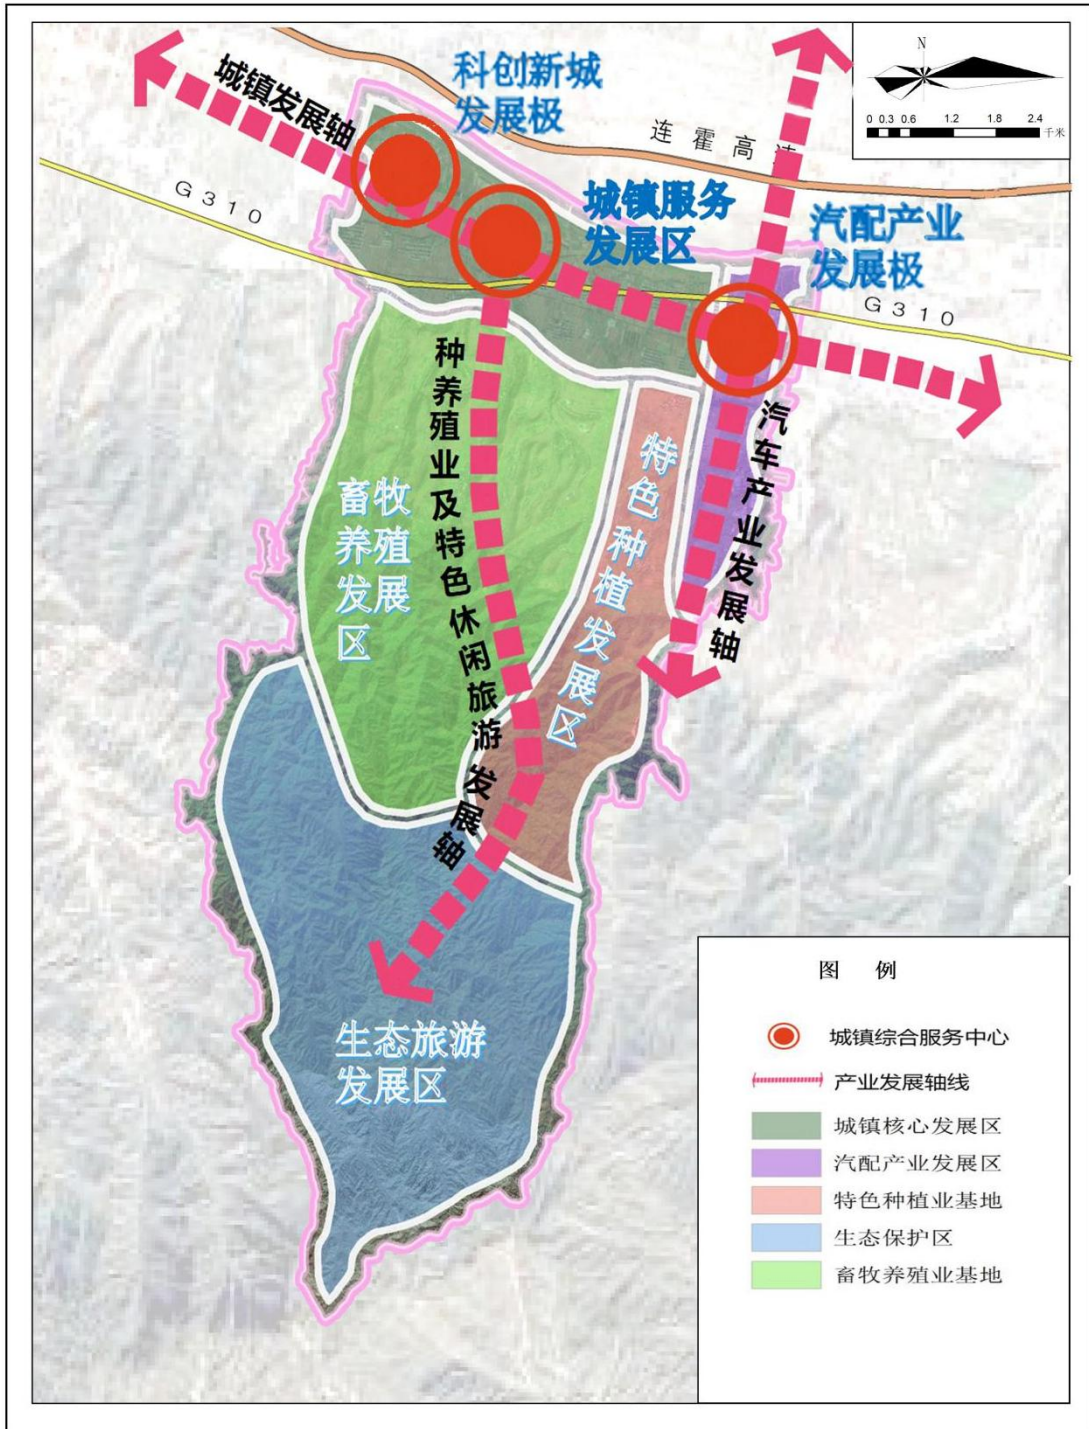 N
0 0.3 0.6 1.2 1.8 2.4
千米
科创新城
发展极
城镇发展轴
连霍高速
G310
城镇服务
发展区
汽配产业
发展极
G310
种养殖业及特色休闲旅游发展轴
汽车产业发展轴
畜牧
养殖
发展
区
特色种植发展区
生态旅游
发展区
图 例
城镇综合服务中心
产业发展轴线
城镇核心发展区
汽配产业发展区
特色种植业基地
生态保护区
畜牧养殖业基地